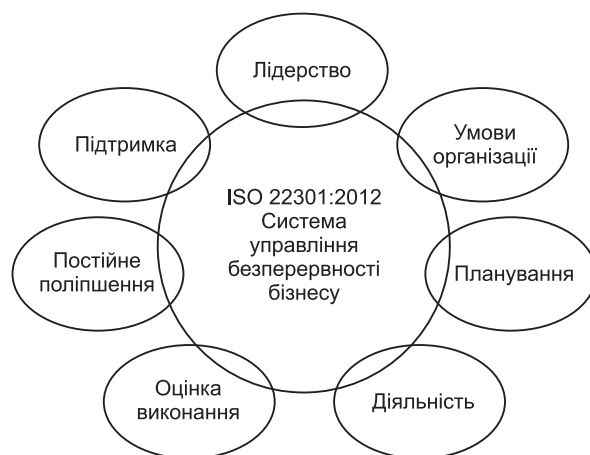 Лідерство
Підтримка
Умови
організації
ISO 22301:2012
Система
управління
безперервності
бізнесу
Постійне
поліпшення
Планування
Оцінка
виконання
Діяльність